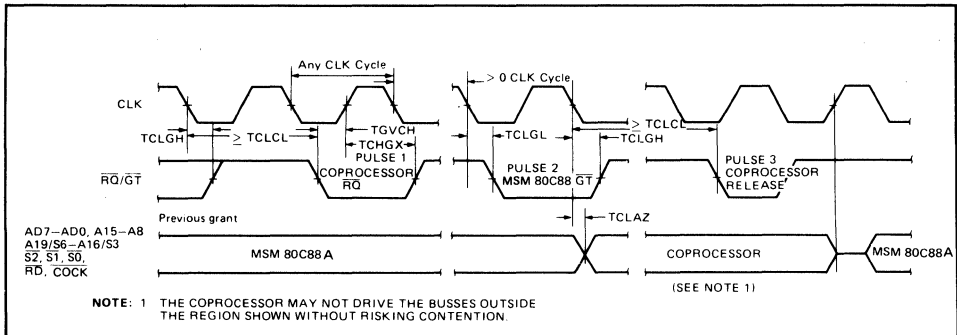 Any CLK Cycle
> 0 CLK Cycle
CLK
TCLGH
≥ TCLCL
TGVCH
TCHGX
TCLGL
≥ TCLCL
TCLGH
PULSE 1
COPROCESSOR
RQ
PULSE 2
MSM 80C88 GT
PULSE 3
COPROCESSOR
RELEASE
RQ/GT
Previous grant
TCLAZ
AD7-AD0, A15-A8
A19/S6-A16/S3
S2, S1, S0,
RD, COCK
MSM 80C88A
COPROCESSOR
MSM 80C88A
(SEE NOTE 1)
NOTE: 1 THE COPROCESSOR MAY NOT DRIVE THE BUSSES OUTSIDE
THE REGION SHOWN WITHOUT RISKING CONTENTION.